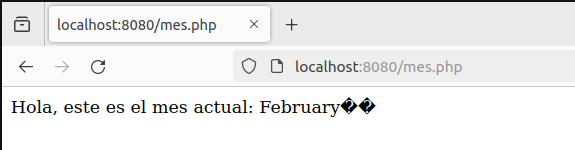 localhost:8080/mes.php
localhost:8080/mes.php
Hola, este es el mes actual: February��